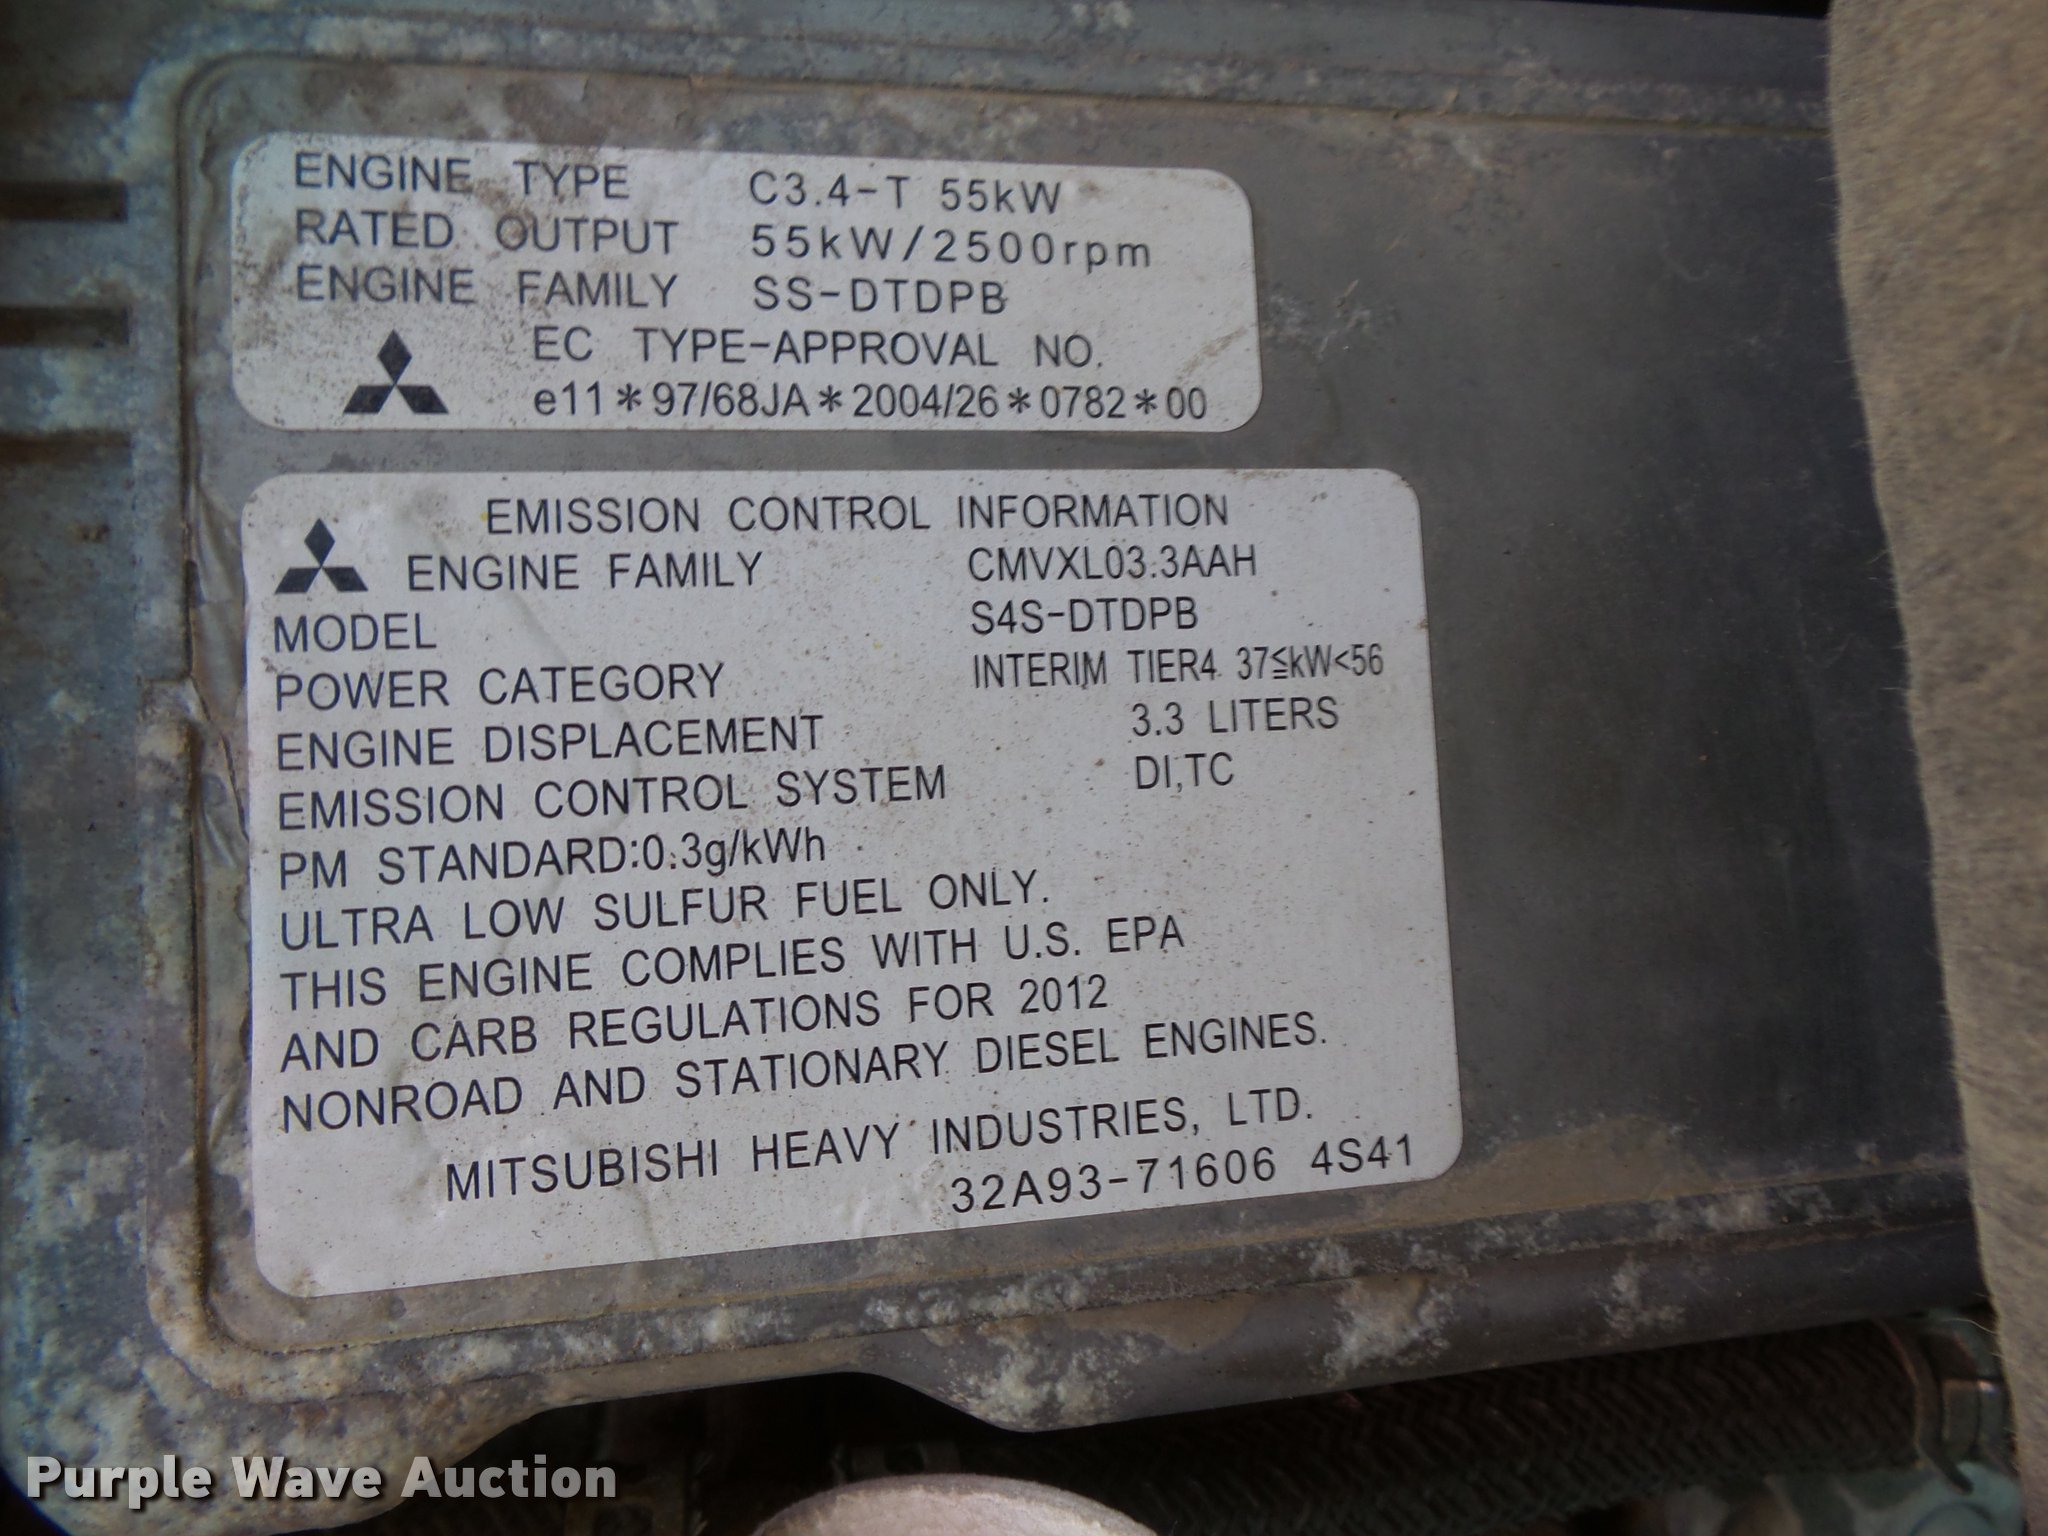 ENGINE TYPE C3.4-T 55kW
RATED OUTPUT 55kW/2500rpm
ENGINE FAMILY SS-DTDPB
EC TYPE-APPROVAL NO.
e11*97/68JA*2004/26*0782*00
EMISSION CONTROL INFORMATION
ENGINE FAMILY CMVXL03.3AAH
MODEL S4S-DTDPB
POWER CATEGORY INTERIM TIER4 37≦kW<56
ENGINE DISPLACEMENT 3.3 LITERS
EMISSION CONTROL SYSTEM DI,TC
PM STANDARD:0.3g/kWh
ULTRA LOW SULFUR FUEL ONLY.
THIS ENGINE COMPLIES WITH U.S. EPA
AND CARB REGULATIONS FOR 2012
NONROAD AND STATIONARY DIESEL ENGINES.
MITSUBISHI HEAVY INDUSTRIES, LTD.
32A93-71606 4S41
Purple Wave Auction